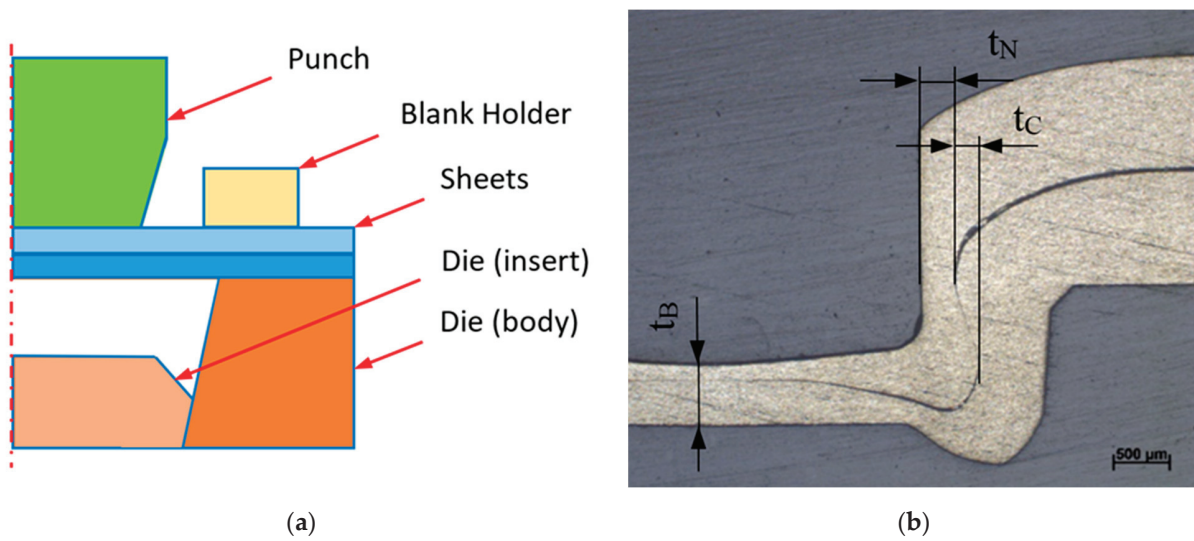 Punch
Blank Holder
Sheets
Die (insert)
Die (body)
(a)
tN
tC
tB
500 µm
(b)